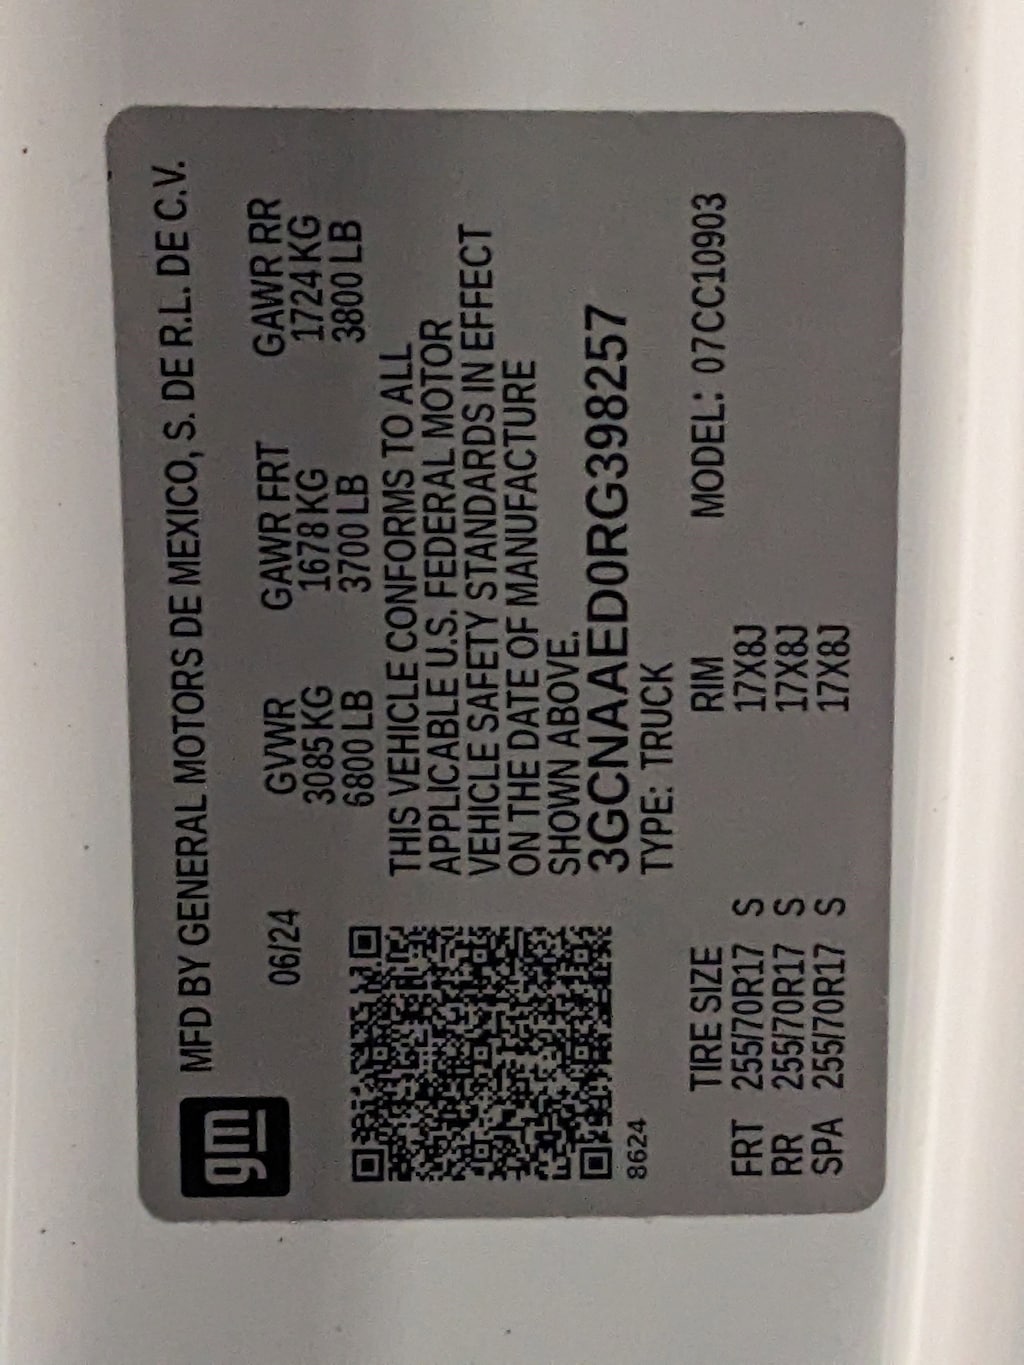 gm
MFD BY GENERAL MOTORS DE MEXICO, S. DE R.L. DE C.V.
06/24 GVWR GAWR FRT GAWR RR
3085 KG 1678 KG 1724 KG
6800 LB 3700 LB 3800 LB
THIS VEHICLE CONFORMS TO ALL
APPLICABLE U.S. FEDERAL MOTOR
VEHICLE SAFETY STANDARDS IN EFFECT
ON THE DATE OF MANUFACTURE
SHOWN ABOVE.
3GCNAAED0RG398257
TYPE: TRUCK
8624
TIRE SIZE RIM MODEL: 07CC10903
FRT 255/70R17 S 17X8J
RR 255/70R17 S 17X8J
SPA 255/70R17 S 17X8J